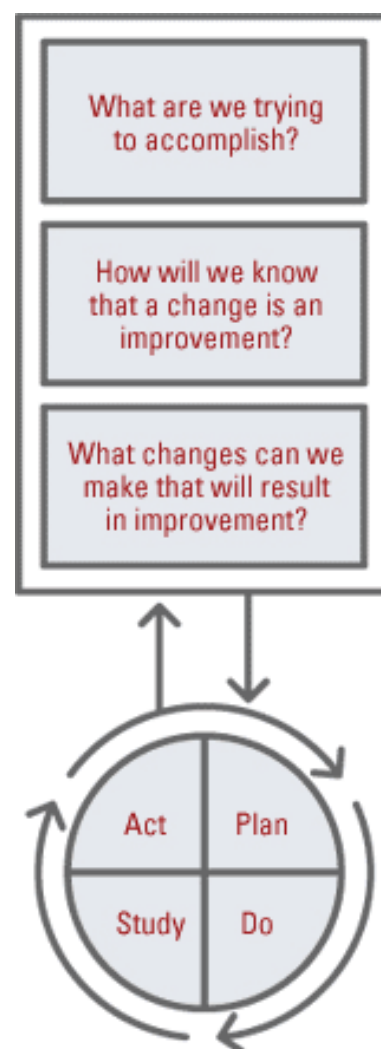 What are we trying
to accomplish?
How will we know
that a change is an
improvement?
What changes can we
make that will result
in improvement?
Act
Plan
Study
Do